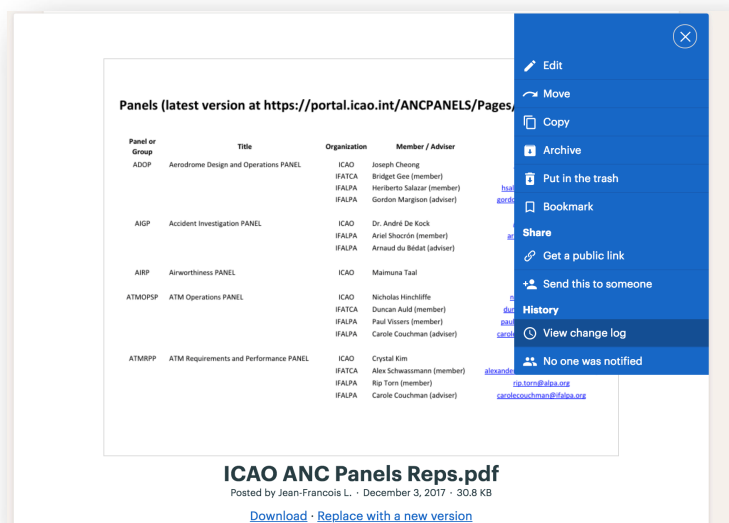 Panels (latest version at https://portal.icao.int/ANCPANELS/Pages/
Panel or Group Title Organization Member / Adviser
ADOP Aerodrome Design and Operations PANEL ICAO Joseph Cheong
IFATCA Bridget Gee (member)
IFALPA Heriberto Salazar (member) hsal
IFALPA Gordon Margison (adviser) gordo
AIGP Accident Investigation PANEL ICAO Dr. André De Kock
IFALPA Ariel Shocrón (member) ar
IFALPA Arnaud du Bédat (adviser)
AIRP Airworthiness PANEL ICAO Maimuna Taal
ATMOPSP ATM Operations PANEL ICAO Nicholas Hinchliffe n
IFATCA Duncan Auld (member) dun
IFALPA Paul Vissers (member) paul
IFALPA Carole Couchman (adviser) carole
ATMRPP ATM Requirements and Performance PANEL ICAO Crystal Kim
IFATCA Alex Schwassmann (member) alexande
IFALPA Rip Torn (member) rip.torn@alpa.org
IFALPA Carole Couchman (adviser) carolecouchman@ifalpa.org
Edit
Move
Copy
Archive
Put in the trash
Bookmark
Share
Get a public link
Send this to someone
History
View change log
No one was notified
ICAO ANC Panels Reps.pdf
Posted by Jean-Francois L. · December 3, 2017 · 30.8 KB
Download · Replace with a new version